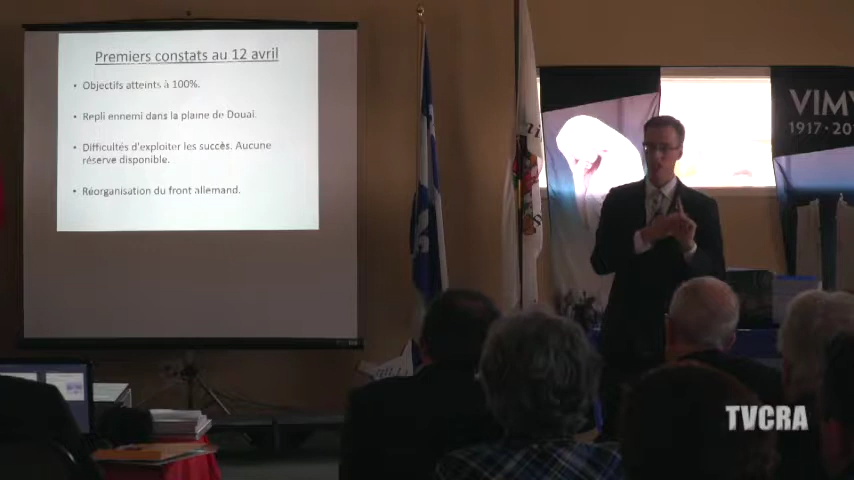 Premiers constats au 12 avril
• Objectifs atteints à 100%.
• Repli ennemi dans la plaine de Douai.
• Difficultés d'exploiter les succès. Aucune
réserve disponible.
• Réorganisation du front allemand.
VIMY
1917 · 20
TVCRA